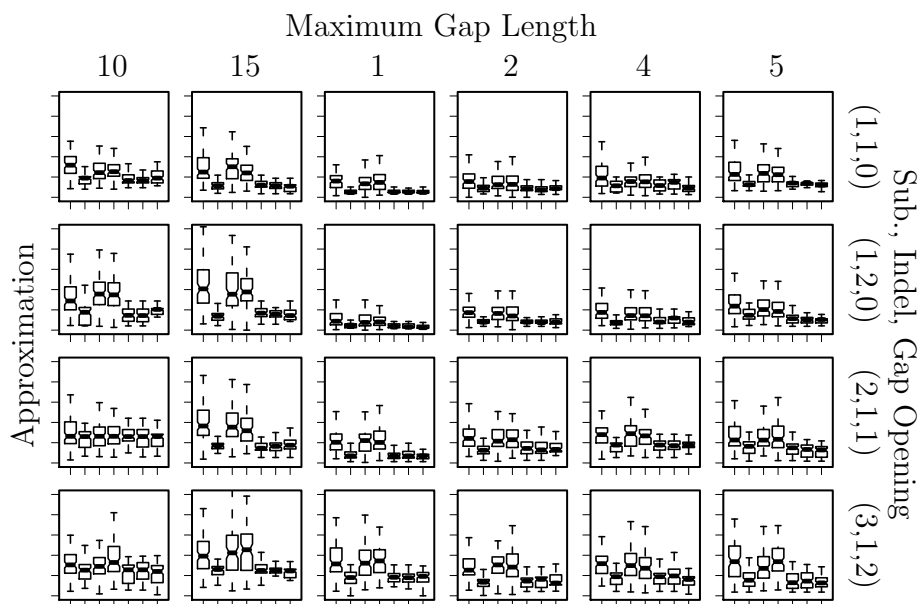 Maximum Gap Length
10 15 1 2 4 5
Approximation
(1,1,0)
(1,2,0)
(2,1,1)
(3,1,2)
Sub., Indel, Gap Opening